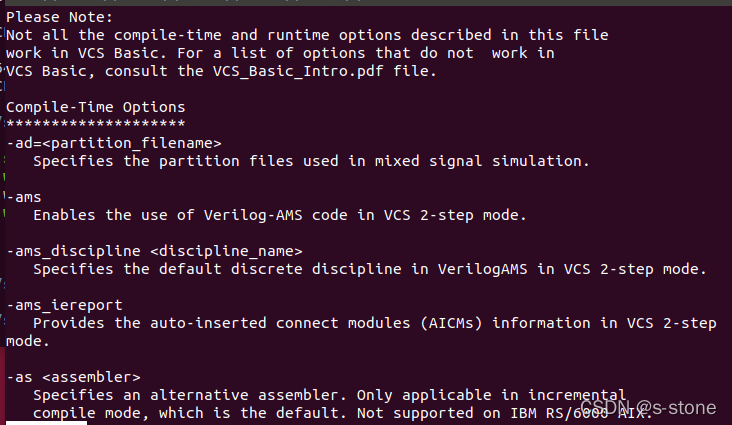 Please Note:
Not all the compile-time and runtime options described in this file
work in VCS Basic. For a list of options that do not  work in
VCS Basic, consult the VCS_Basic_Intro.pdf file.
Compile-Time Options
********************
-ad=<partition_filename>
Specifies the partition files used in mixed signal simulation.
-ams
Enables the use of Verilog-AMS code in VCS 2-step mode.
-ams_discipline <discipline_name>
Specifies the default discrete discipline in VerilogAMS in VCS 2-step mode.
-ams_iereport
Provides the auto-inserted connect modules (AICMs) information in VCS 2-step
mode.
-as <assembler>
Specifies an alternative assembler. Only applicable in incremental
compile mode, which is the default. Not supported on IBM RS/6000 AIX.
CSDN @s-stone